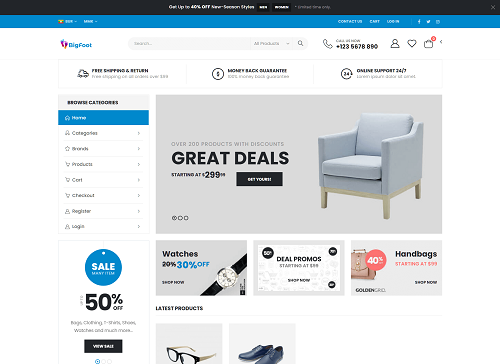 Get Up to 40% OFF New-Season Styles MEN WOMEN * Limited time only.
CONTACT US CART LOG IN
BigFoot
Search...
All Products
CALL US NOW
+123 5678 890
FREE SHIPPING & RETURN
Free shipping on all orders over $99
MONEY BACK GUARANTEE
100% money back guarantee
ONLINE SUPPORT 24/7
Lorem ipsum dolor sit amet.
BROWSE CATEGORIES
Home
Categories
Brands
Products
Cart
Checkout
Register
Login
OVER 200 PRODUCTS WITH DISCOUNTS
GREAT DEALS
STARTING AT $299.99
GET YOURS!
SALE
MANY ITEM
UP TO
50% OFF
Bags, Clothing, T-Shirts, Shoes,
Watches and much more...
VIEW SALE
Watches
20% 30% OFF
SHOP NOW
DEAL PROMOS
STARTING AT $99
SHOP NOW
40%
Handbags
STARTING AT $99
GOLDENGRID.
SHOP NOW
LATEST PRODUCTS